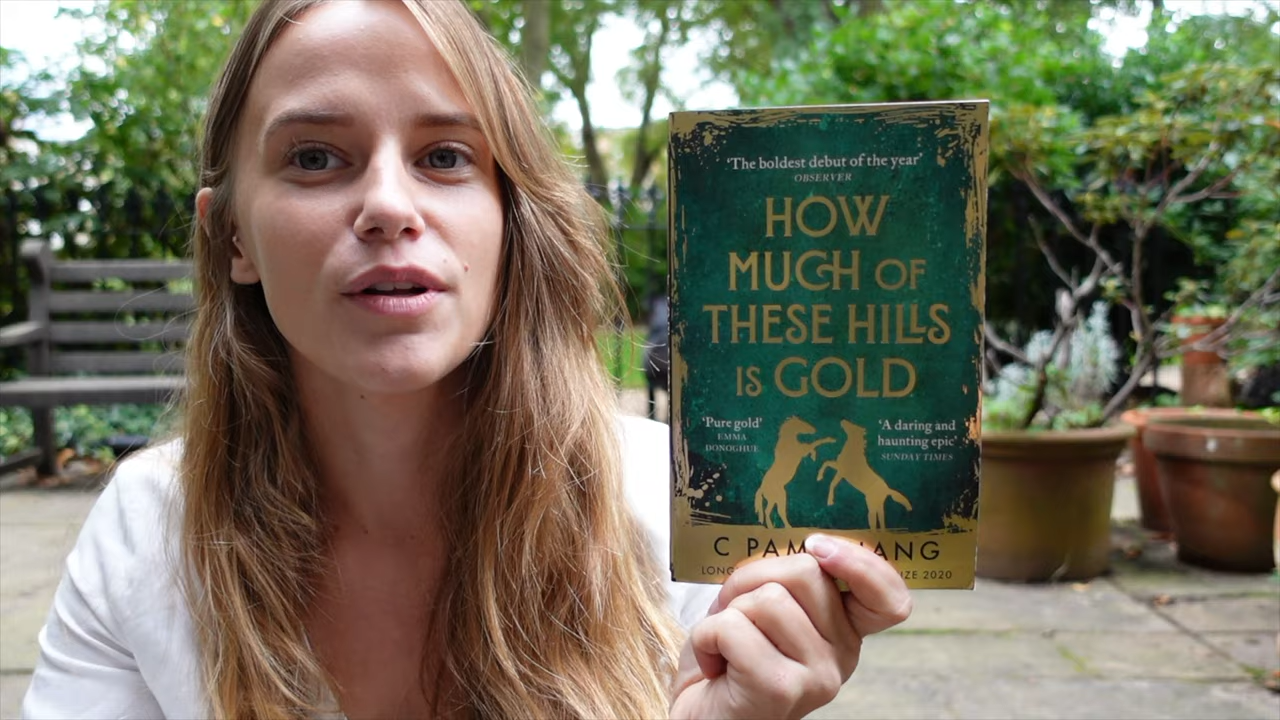 'The boldest debut of the year'
OBSERVER
HOW
MUCH OF
THESE HILLS
IS GOLD
'Pure gold'
EMMA
DONOGHUE
'A daring and
haunting epic'
SUNDAY TIMES
C PAM
2020